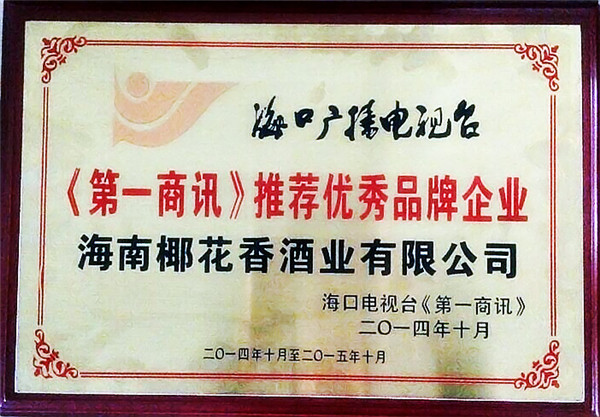 海口广播电视台
《第一商讯》推荐优秀品牌企业
海南椰花香酒业有限公司
海口电视台《第一商讯》
二〇一四年十月
二〇一四年十月至二〇一五年十月